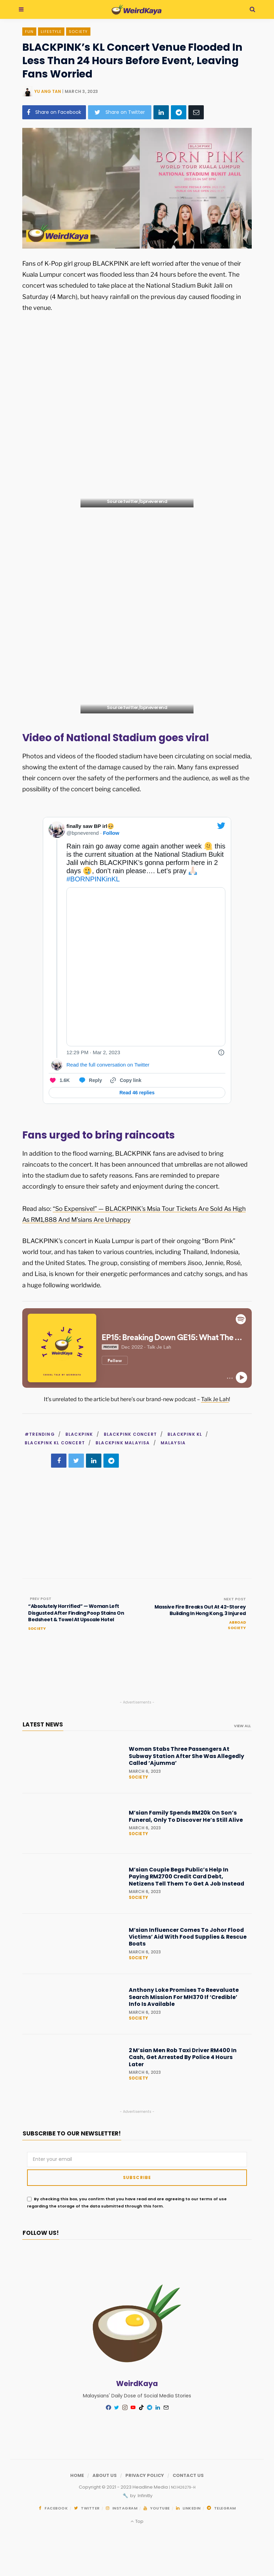 WeirdKaya
FUN
LIFESTYLE
SOCIETY
BLACKPINK's KL Concert Venue Flooded In
Less Than 24 Hours Before Event, Leaving
Fans Worried
YU ANG TAN | MARCH 3, 2023
Share on Facebook
Share on Twitter
WeirdKaya
BLACKPINK
BORN PINK
NATIONAL STADIUM BUKIT JALIL
Fans of K-Pop girl group BLACKPINK are left worried after the venue of their
Kuala Lumpur concert was flooded less than 24 hours before the event. The
concert was scheduled to take place at the National Stadium Bukit Jalil on
Saturday (4 March), but heavy rainfall on the previous day caused flooding in
the venue.
Video of National Stadium goes viral
Photos and videos of the flooded stadium have been circulating on social media,
showing the extent of the damage caused by the rain. Many fans expressed
their concern over the safety of the performers and the audience, as well as the
possibility of the concert being cancelled.
finally saw BP irl🥹
@bpneverend · Follow
Rain rain go away come again another week 🫠 this
is the current situation at the National Stadium Bukit
Jalil which BLACKPINK's gonna perform here in 2
days 🥲, don't rain please…. Let's pray 🙏🏻
#BORNPINKinKL
12:29 PM · Mar 2, 2023
Read the full conversation on Twitter
1.6K
Reply
Copy link
Read 46 replies
Fans urged to bring raincoats
In addition to the flood warning, BLACKPINK fans are advised to bring
raincoats to the concert. It has been announced that umbrellas are not allowed
into the stadium due to safety reasons. Fans are reminded to prepare
accordingly to ensure their safety and enjoyment during the concert.
Read also: "So Expensive!" — BLACKPINK's Msia Tour Tickets Are Sold As High
As RM1,888 And M'sians Are Unhappy
BLACKPINK's concert in Kuala Lumpur is part of their ongoing "Born Pink"
world tour, and has taken to various countries, including Thailand, Indonesia,
and the United States. The group, consisting of members Jisoo, Jennie, Rosé,
and Lisa, is known for their energetic performances and catchy songs, and has
a huge following worldwide.
WeirdKaya
EP15: Breaking Down GE15: What The ...
Dec 2022 · Talk Je Lah
Follow
It's unrelated to the article but here's our brand-new podcast – Talk Je Lah!
#TRENDING / BLACKPINK / BLACKPINK CONCERT / BLACKPINK KL /
BLACKPINK KL CONCERT / BLACKPINK MALAYSIA / MALAYSIA
PREV POST
"Absolutely Horrified" — Woman Left
Disgusted After Finding Poop Stains On
Bedsheet & Towel At Upscale Hotel
SOCIETY
NEXT POST
Massive Fire Breaks Out At 42-Storey
Building In Hong Kong, 3 Injured
ABROAD
SOCIETY
- Advertisements -
LATEST NEWS
VIEW ALL
Woman Stabs Three Passengers At
Subway Station After She Was Allegedly
Called 'Ajumma'
MARCH 6, 2023
SOCIETY
M'sian Family Spends RM20k On Son's
Funeral, Only To Discover He's Still Alive
MARCH 6, 2023
SOCIETY
M'sian Couple Begs Public's Help In
Paying RM2700 Credit Card Debt,
Netizens Tell Them To Get A Job Instead
MARCH 6, 2023
SOCIETY
M'sian Influencer Comes To Johor Flood
Victims' Aid With Food Supplies & Rescue
Boats
MARCH 6, 2023
SOCIETY
Anthony Loke Promises To Reevaluate
Search Mission For MH370 If 'Credible'
Info Is Available
MARCH 6, 2023
SOCIETY
2 M'sian Men Rob Taxi Driver RM400 In
Cash, Get Arrested By Police 4 Hours
Later
MARCH 6, 2023
SOCIETY
- Advertisements -
SUBSCRIBE TO OUR NEWSLETTER!
Enter your email
SUBSCRIBE
By checking this box, you confirm that you have read and are agreeing to our terms of use
regarding the storage of the data submitted through this form.
FOLLOW US!
WeirdKaya
Malaysians' Daily Dose of Social Media Stories
HOME
ABOUT US
PRIVACY POLICY
CONTACT US
by Infinilly
FACEBOOK
TWITTER
INSTAGRAM
YOUTUBE
LINKEDIN
TELEGRAM
Top